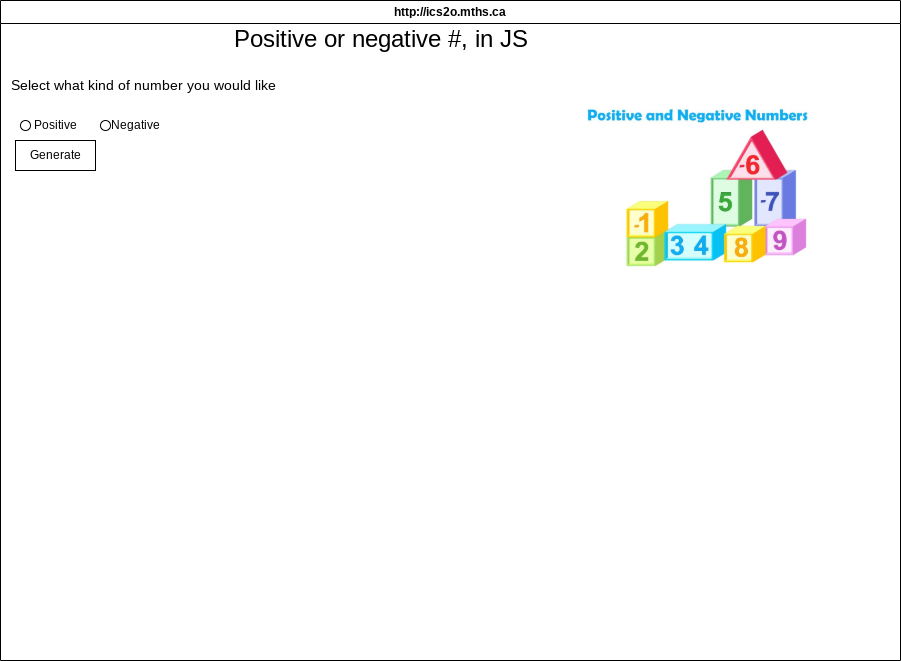 http://ics2o.mths.ca
Positive or negative #, in JS
Select what kind of number you would like
Positive Negative
Generate
Positive and Negative Numbers
-6
5 -7
-1
2 3 4 8 9